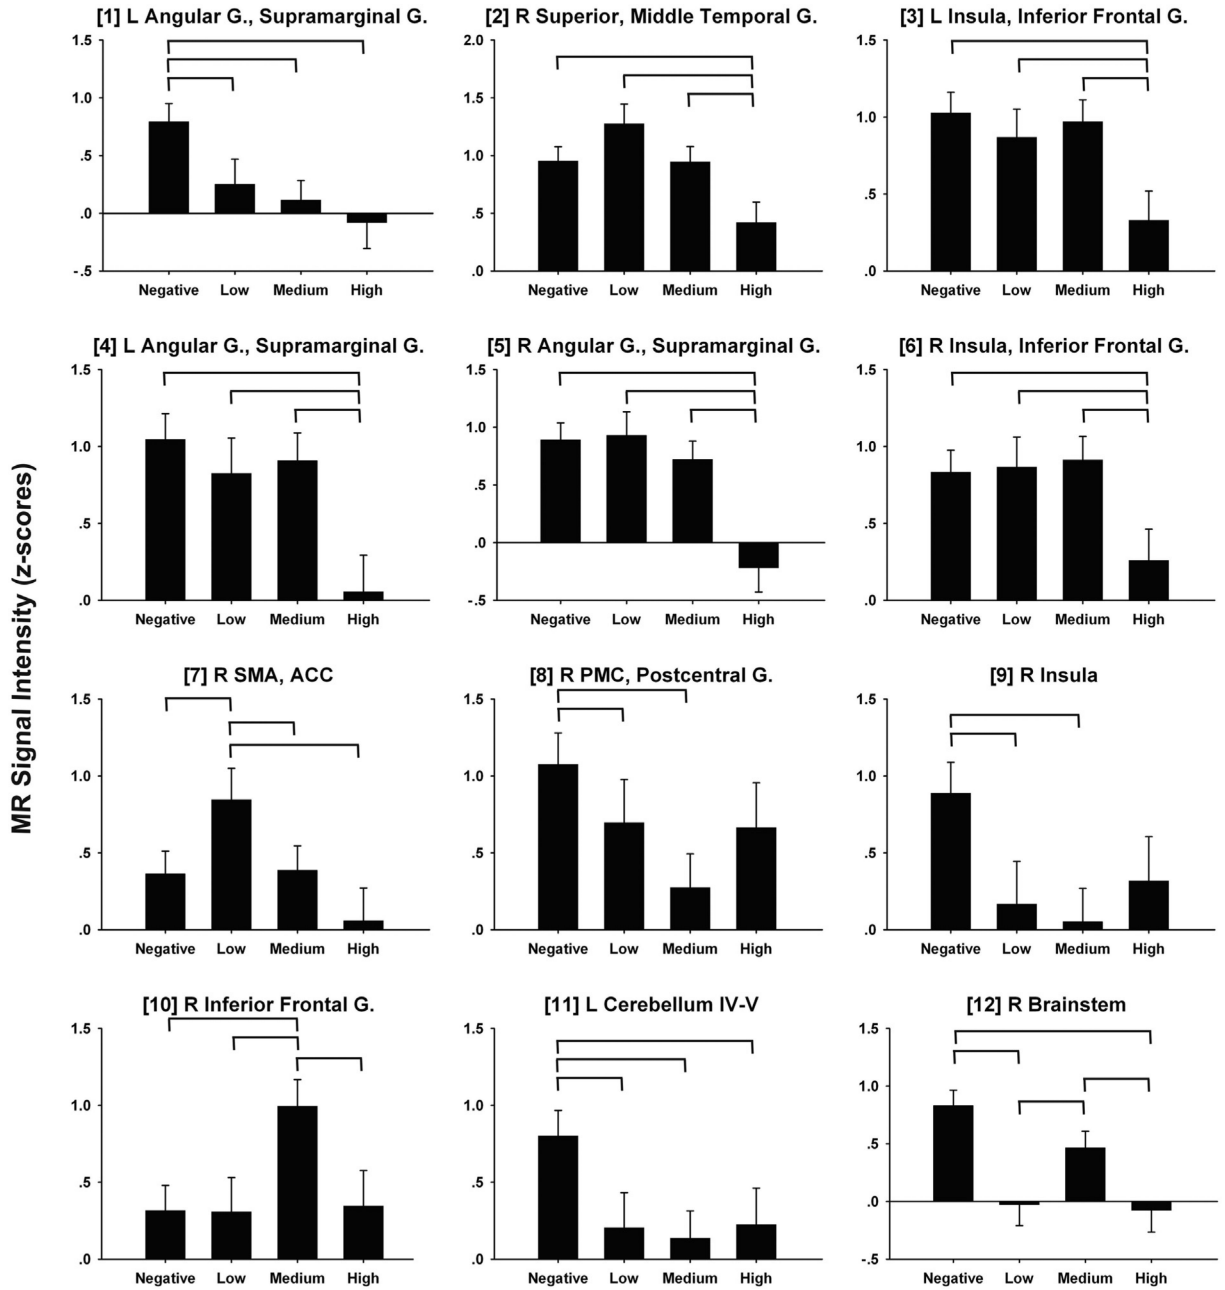 MR Signal Intensity (z-scores)
[1] L Angular G., Supramarginal G.
1.5
1.0
.5
.0
-.5
Negative Low Medium High
[2] R Superior, Middle Temporal G.
2.0
1.5
1.0
.5
.0
Negative Low Medium High
[3] L Insula, Inferior Frontal G.
1.5
1.0
.5
.0
Negative Low Medium High
[4] L Angular G., Supramarginal G.
1.5
1.0
.5
.0
Negative Low Medium High
[5] R Angular G., Supramarginal G.
1.5
1.0
.5
.0
-.5
Negative Low Medium High
[6] R Insula, Inferior Frontal G.
1.5
1.0
.5
.0
Negative Low Medium High
[7] R SMA, ACC
1.5
1.0
.5
.0
Negative Low Medium High
[8] R PMC, Postcentral G.
1.5
1.0
.5
.0
Negative Low Medium High
[9] R Insula
1.5
1.0
.5
.0
Negative Low Medium High
[10] R Inferior Frontal G.
1.5
1.0
.5
.0
Negative Low Medium High
[11] L Cerebellum IV-V
1.5
1.0
.5
.0
Negative Low Medium High
[12] R Brainstem
1.5
1.0
.5
.0
-.5
Negative Low Medium High